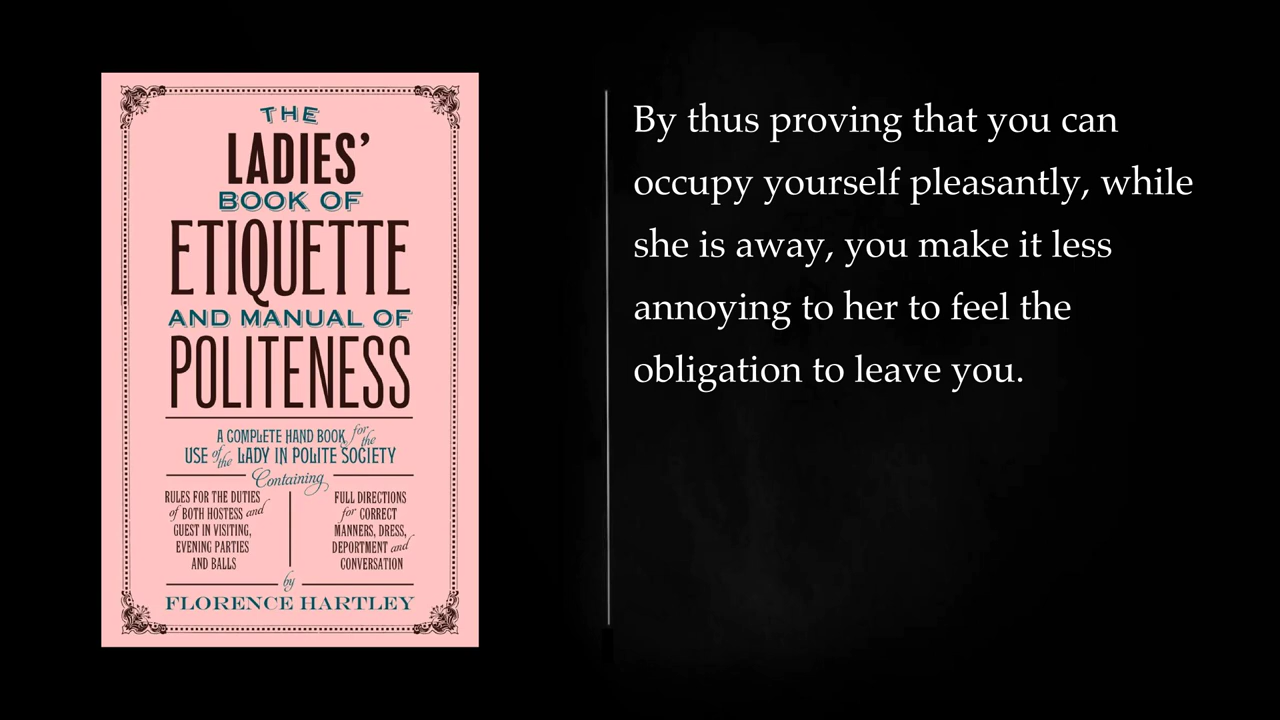 THE
LADIES'
BOOK OF
ETIQUETTE
AND MANUAL OF
POLITENESS
A COMPLETE HAND BOOK for the
USE of the LADY IN POLITE SOCIETY
Containing
RULES FOR THE DUTIES
of BOTH HOSTESS and
GUEST IN VISITING,
EVENING PARTIES
AND BALLS
FULL DIRECTIONS
for CORRECT
MANNERS, DRESS,
DEPORTMENT and
CONVERSATION
by
FLORENCE HARTLEY
By thus proving that you can
occupy yourself pleasantly, while
she is away, you make it less
annoying to her to feel the
obligation to leave you.